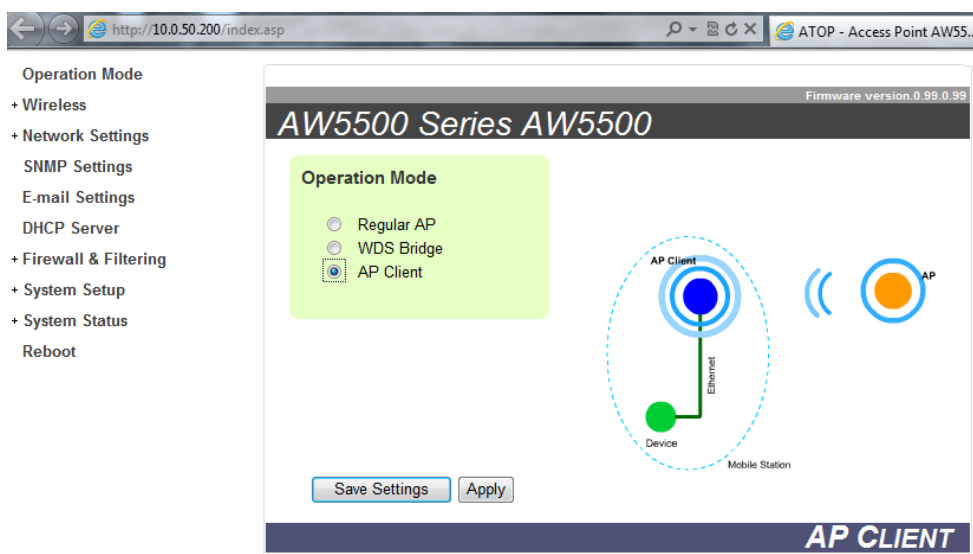 http://10.0.50.200/index.asp
ATOP - Access Point AW55..
Operation Mode
+ Wireless
+ Network Settings
SNMP Settings
E-mail Settings
DHCP Server
+ Firewall & Filtering
+ System Setup
+ System Status
Reboot
Firmware version.0.99.0.99
AW5500 Series AW5500
Operation Mode
Regular AP
WDS Bridge
AP Client
AP Client
AP
Ethernet
Device
Mobile Station
Save Settings
Apply
AP CLIENT